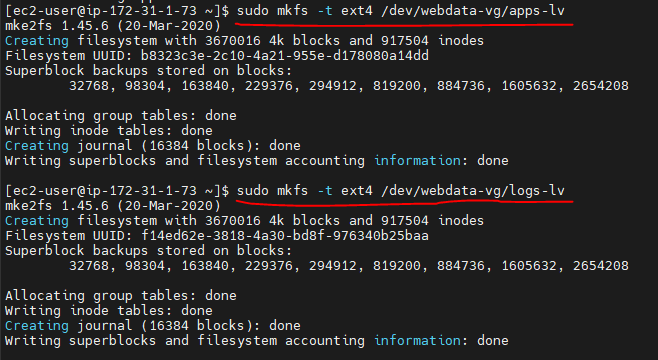 [ec2-user@ip-172-31-1-73 ~]$ sudo mkfs -t ext4 /dev/webdata-vg/apps-lv
mke2fs 1.45.6 (20-Mar-2020)
Creating filesystem with 3670016 4k blocks and 917504 inodes
Filesystem UUID: b8323c3e-2c10-4a21-955e-d178080a14dd
Superblock backups stored on blocks:
        32768, 98304, 163840, 229376, 294912, 819200, 884736, 1605632, 2654208

Allocating group tables: done
Writing inode tables: done
Creating journal (16384 blocks): done
Writing superblocks and filesystem accounting information: done

[ec2-user@ip-172-31-1-73 ~]$ sudo mkfs -t ext4 /dev/webdata-vg/logs-lv
mke2fs 1.45.6 (20-Mar-2020)
Creating filesystem with 3670016 4k blocks and 917504 inodes
Filesystem UUID: f14ed62e-3818-4a30-bd8f-976340b25baa
Superblock backups stored on blocks:
        32768, 98304, 163840, 229376, 294912, 819200, 884736, 1605632, 2654208

Allocating group tables: done
Writing inode tables: done
Creating journal (16384 blocks): done
Writing superblocks and filesystem accounting information: done